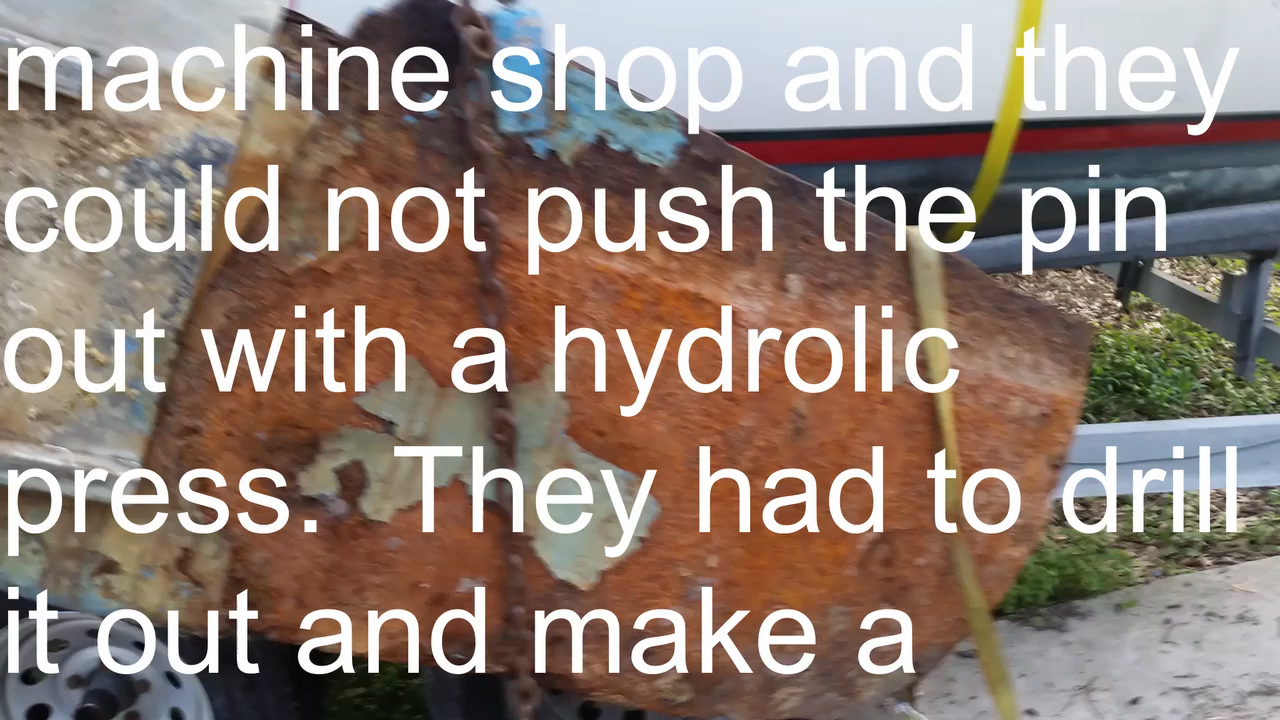 machine shop and they
could not push the pin
out with a hydrolic
press. They had to drill
it out and make a